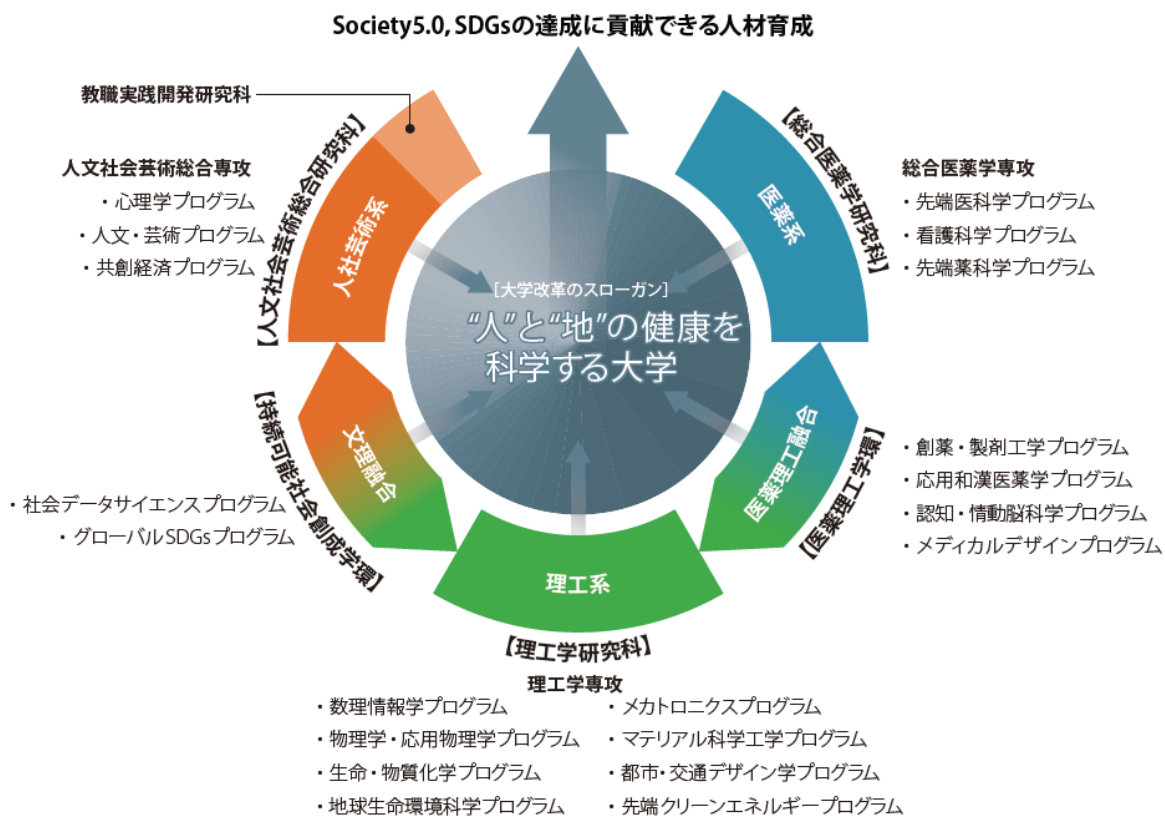 Society5.0, SDGsの達成に貢献できる人材育成
教職実践開発研究科
【人文社会芸術総合研究科】
人文社会芸術総合専攻
・心理学プログラム
・人文・芸術プログラム
・共創経済プログラム
人社芸術系
【総合医薬学研究科】
医薬系
総合医薬学専攻
・先端医科学プログラム
・看護科学プログラム
・先端薬科学プログラム
［大学改革のスローガン］
“人”と“地”の健康を
科学する大学
【持続可能社会創成学環】
文理融合
・社会データサイエンスプログラム
・グローバルSDGsプログラム
【医薬理工学環】
医薬理工融合
・創薬・製剤工学プログラム
・応用和漢医薬学プログラム
・認知・情動脳科学プログラム
・メディカルデザインプログラム
理工系
【理工学研究科】
理工学専攻
・数理情報学プログラム
・物理学・応用物理学プログラム
・生命・物質化学プログラム
・地球生命環境科学プログラム
・メカトロニクスプログラム
・マテリアル科学工学プログラム
・都市・交通デザイン学プログラム
・先端クリーンエネルギープログラム